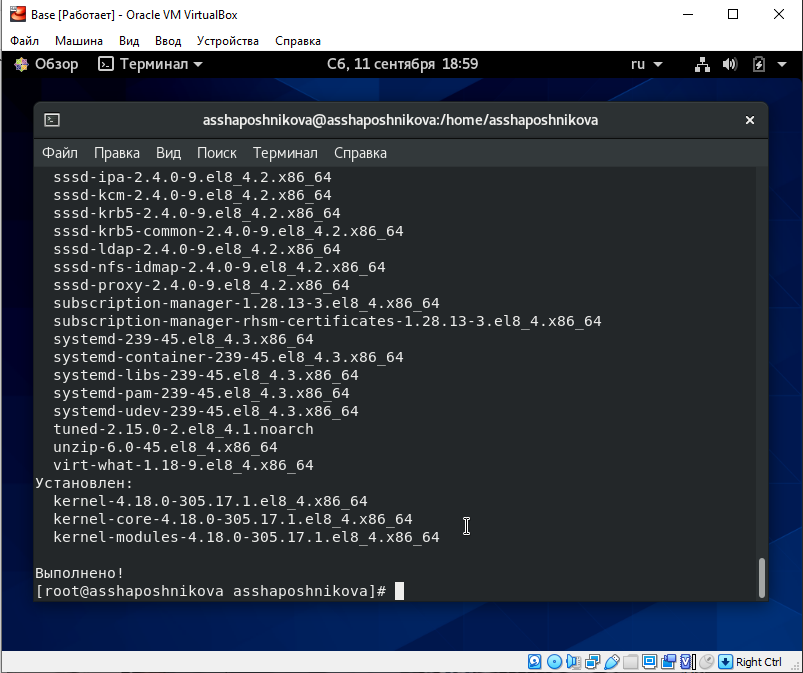 Base [Работает] - Oracle VM VirtualBox
Файл Машина Вид Ввод Устройства Справка
Обзор Терминал Сб, 11 сентября 18:59 ru
asshaposhnikova@asshaposhnikova:/home/asshaposhnikova
Файл Правка Вид Поиск Терминал Справка
sssd-ipa-2.4.0-9.el8_4.2.x86_64
sssd-kcm-2.4.0-9.el8_4.2.x86_64
sssd-krb5-2.4.0-9.el8_4.2.x86_64
sssd-krb5-common-2.4.0-9.el8_4.2.x86_64
sssd-ldap-2.4.0-9.el8_4.2.x86_64
sssd-nfs-idmap-2.4.0-9.el8_4.2.x86_64
sssd-proxy-2.4.0-9.el8_4.2.x86_64
subscription-manager-1.28.13-3.el8_4.x86_64
subscription-manager-rhsm-certificates-1.28.13-3.el8_4.x86_64
systemd-239-45.el8_4.3.x86_64
systemd-container-239-45.el8_4.3.x86_64
systemd-libs-239-45.el8_4.3.x86_64
systemd-pam-239-45.el8_4.3.x86_64
systemd-udev-239-45.el8_4.3.x86_64
tuned-2.15.0-2.el8_4.1.noarch
unzip-6.0-45.el8_4.x86_64
virt-what-1.18-9.el8_4.x86_64
Установлен:
kernel-4.18.0-305.17.1.el8_4.x86_64
kernel-core-4.18.0-305.17.1.el8_4.x86_64
kernel-modules-4.18.0-305.17.1.el8_4.x86_64
Выполнено!
[root@asshaposhnikova asshaposhnikova]#
Right Ctrl